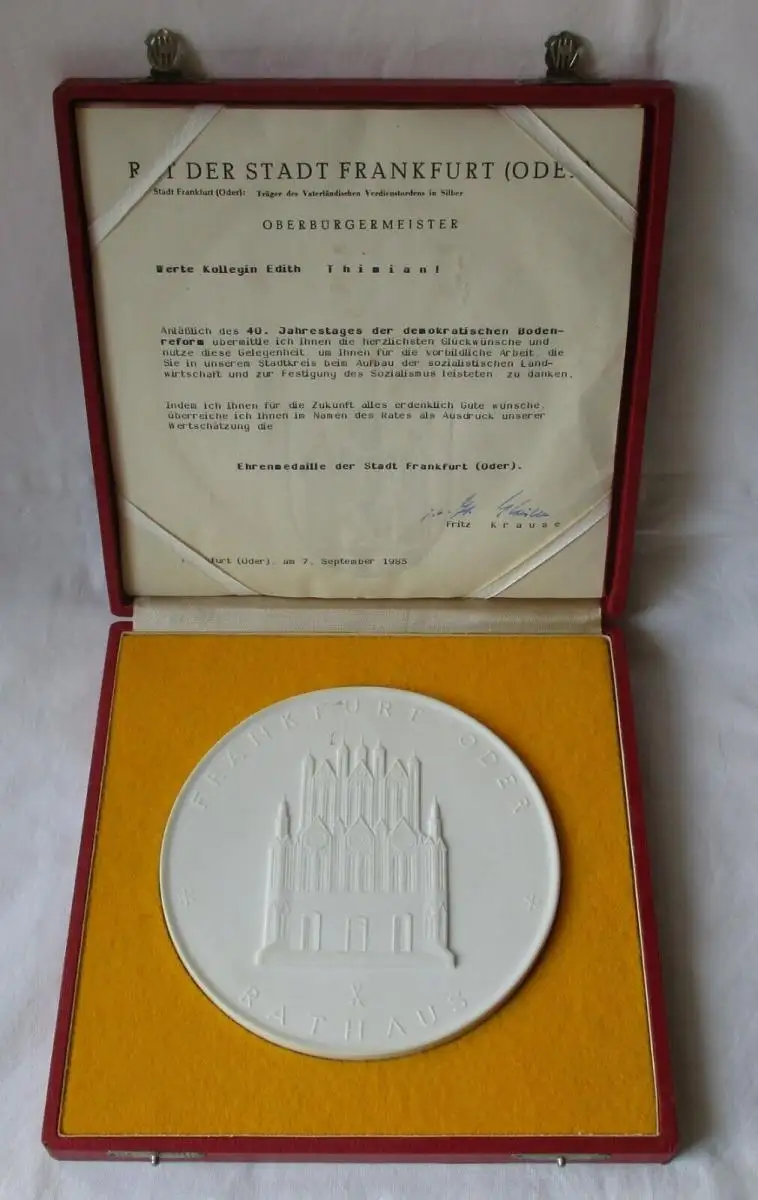 RAT DER STADT FRANKFURT (ODER)
Stadt Frankfurt (Oder): Träger des Vaterländischen Verdienstordens in Silber
OBERBÜRGERMEISTER
Werte Kollegin Edith Thimian!
Anläßlich des 40. Jahrestages der demokratischen Boden-
reform übermittle ich Ihnen die herzlichsten Glückwünsche und
nutze diese Gelegenheit, um Ihnen für die vorbildliche Arbeit, die
Sie in unserem Stadtkreis beim Aufbau der sozialistischen Land-
wirtschaft und zur Festigung des Sozialismus leisteten, zu danken.
Indem ich Ihnen für die Zukunft alles erdenklich Gute wünsche,
überreiche ich Ihnen im Namen des Rates als Ausdruck unserer
Wertschätzung die
Ehrenmedaille der Stadt Frankfurt (Oder).
Fritz Krause
Frankfurt (Oder), am 7. September 1985
FRANKFURT ODER
RATHAUS